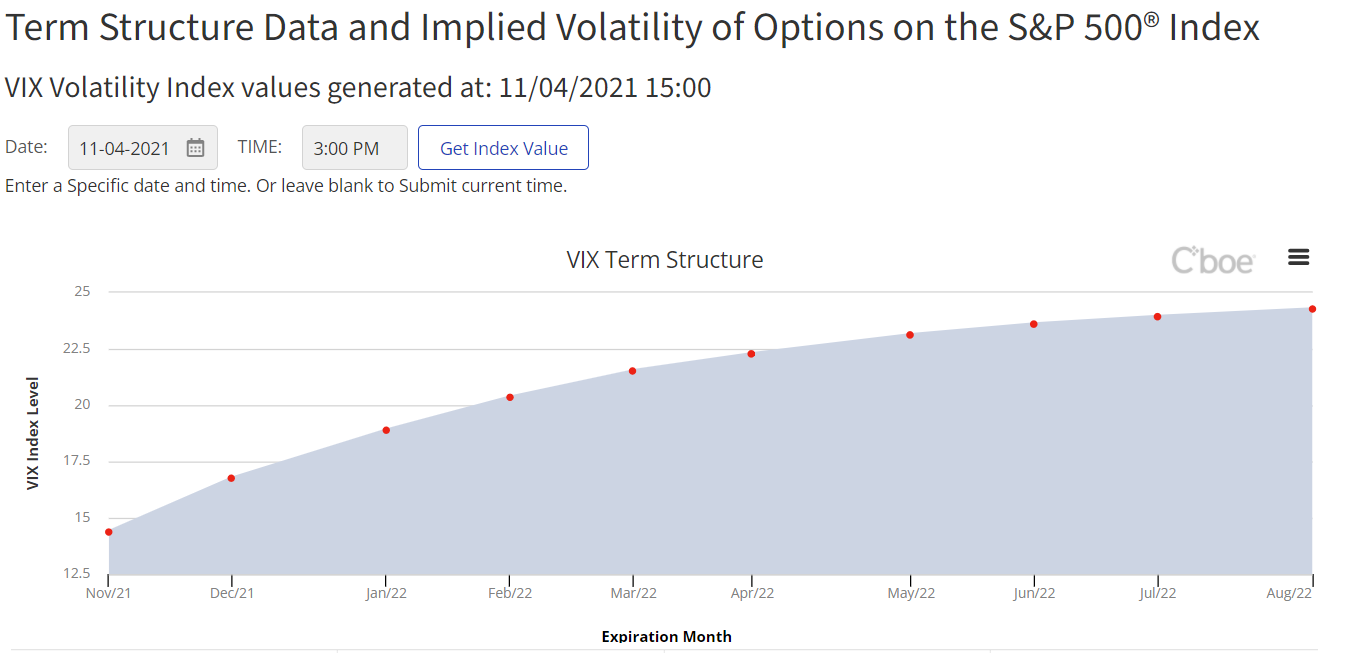 Term Structure Data and Implied Volatility of Options on the S&P 500® Index
VIX Volatility Index values generated at: 11/04/2021 15:00
Date: 11-04-2021 TIME: 3:00 PM Get Index Value
Enter a Specific date and time. Or leave blank to Submit current time.
VIX Term Structure
Cboe
25
22.5
20
17.5
15
12.5
VIX Index Level
Nov/21 Dec/21 Jan/22 Feb/22 Mar/22 Apr/22 May/22 Jun/22 Jul/22 Aug/22
Expiration Month